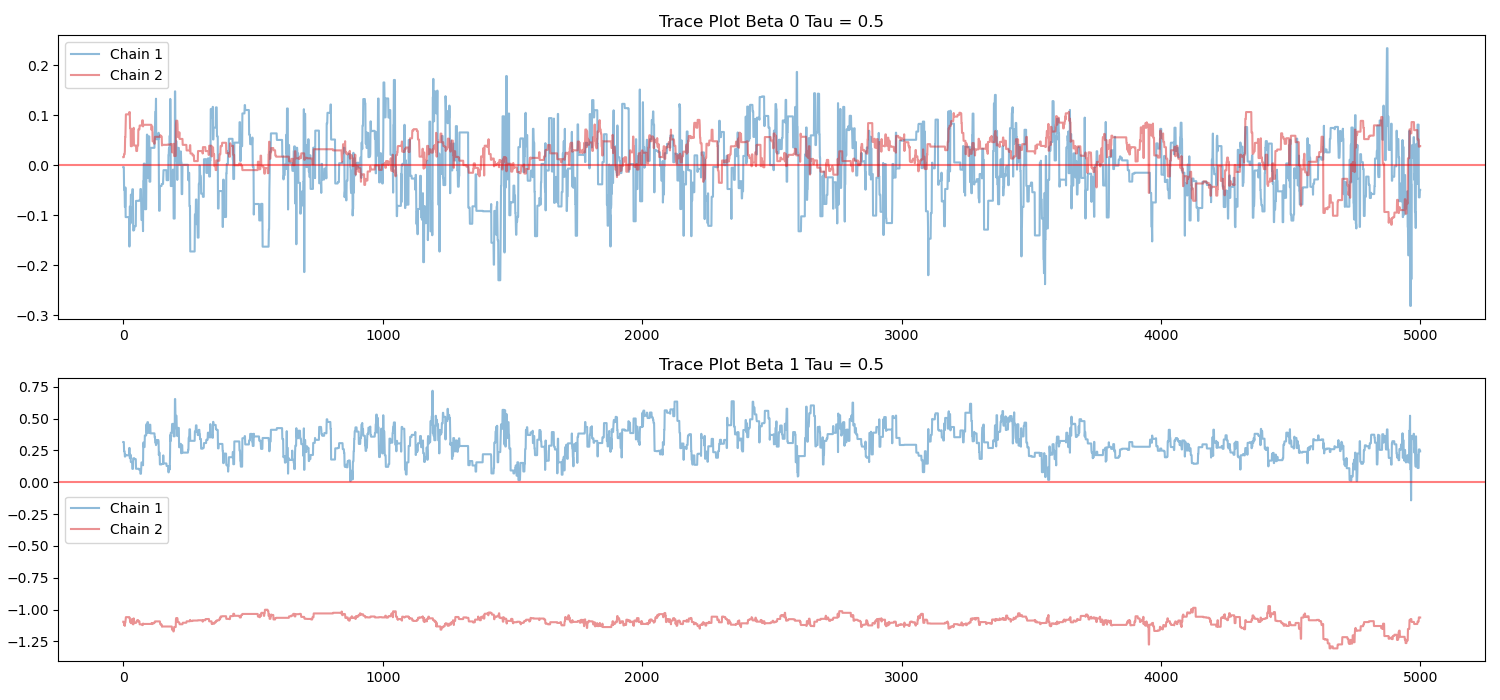 Trace Plot Beta 0 Tau = 0.5
Chain 1
Chain 2
0.2
0.1
0.0
−0.1
−0.2
−0.3
0 1000 2000 3000 4000 5000
Trace Plot Beta 1 Tau = 0.5
0.75
0.50
0.25
0.00
Chain 1
−0.25
Chain 2
−0.50
−0.75
−1.00
−1.25
0 1000 2000 3000 4000 5000